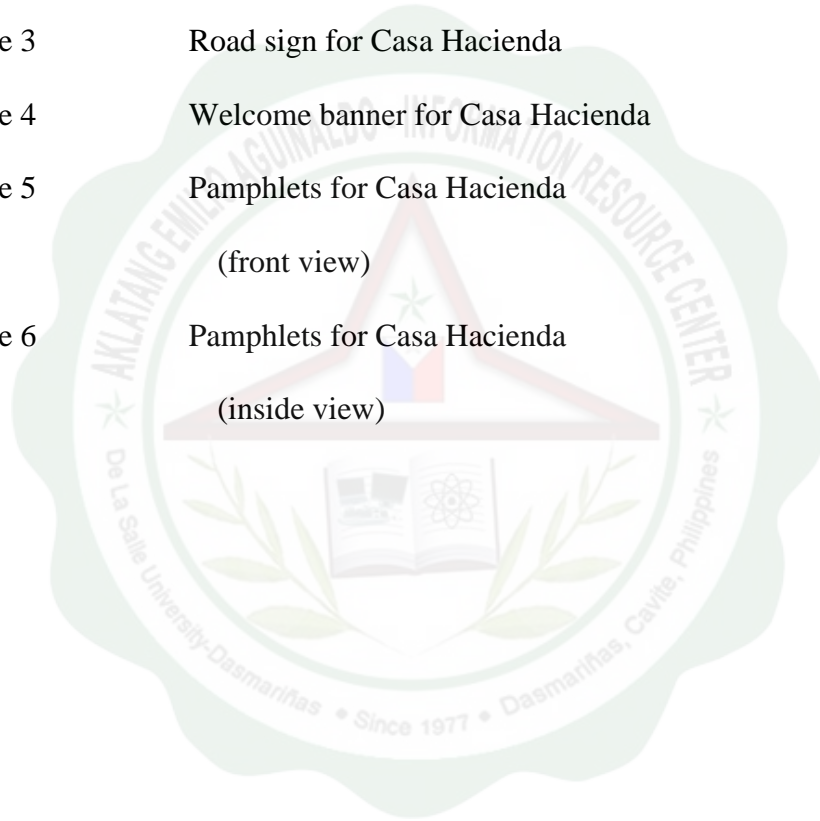 e 3 Road sign for Casa Hacienda
e 4 Welcome banner for Casa Hacienda
e 5 Pamphlets for Casa Hacienda
(front view)
e 6 Pamphlets for Casa Hacienda
(inside view)
AKLATANG EMILIO AGUINALDO - INFORMATION RESOURCE CENTER
De La Salle University-Dasmariñas • Since 1977 • Dasmariñas, Cavite, Philippines